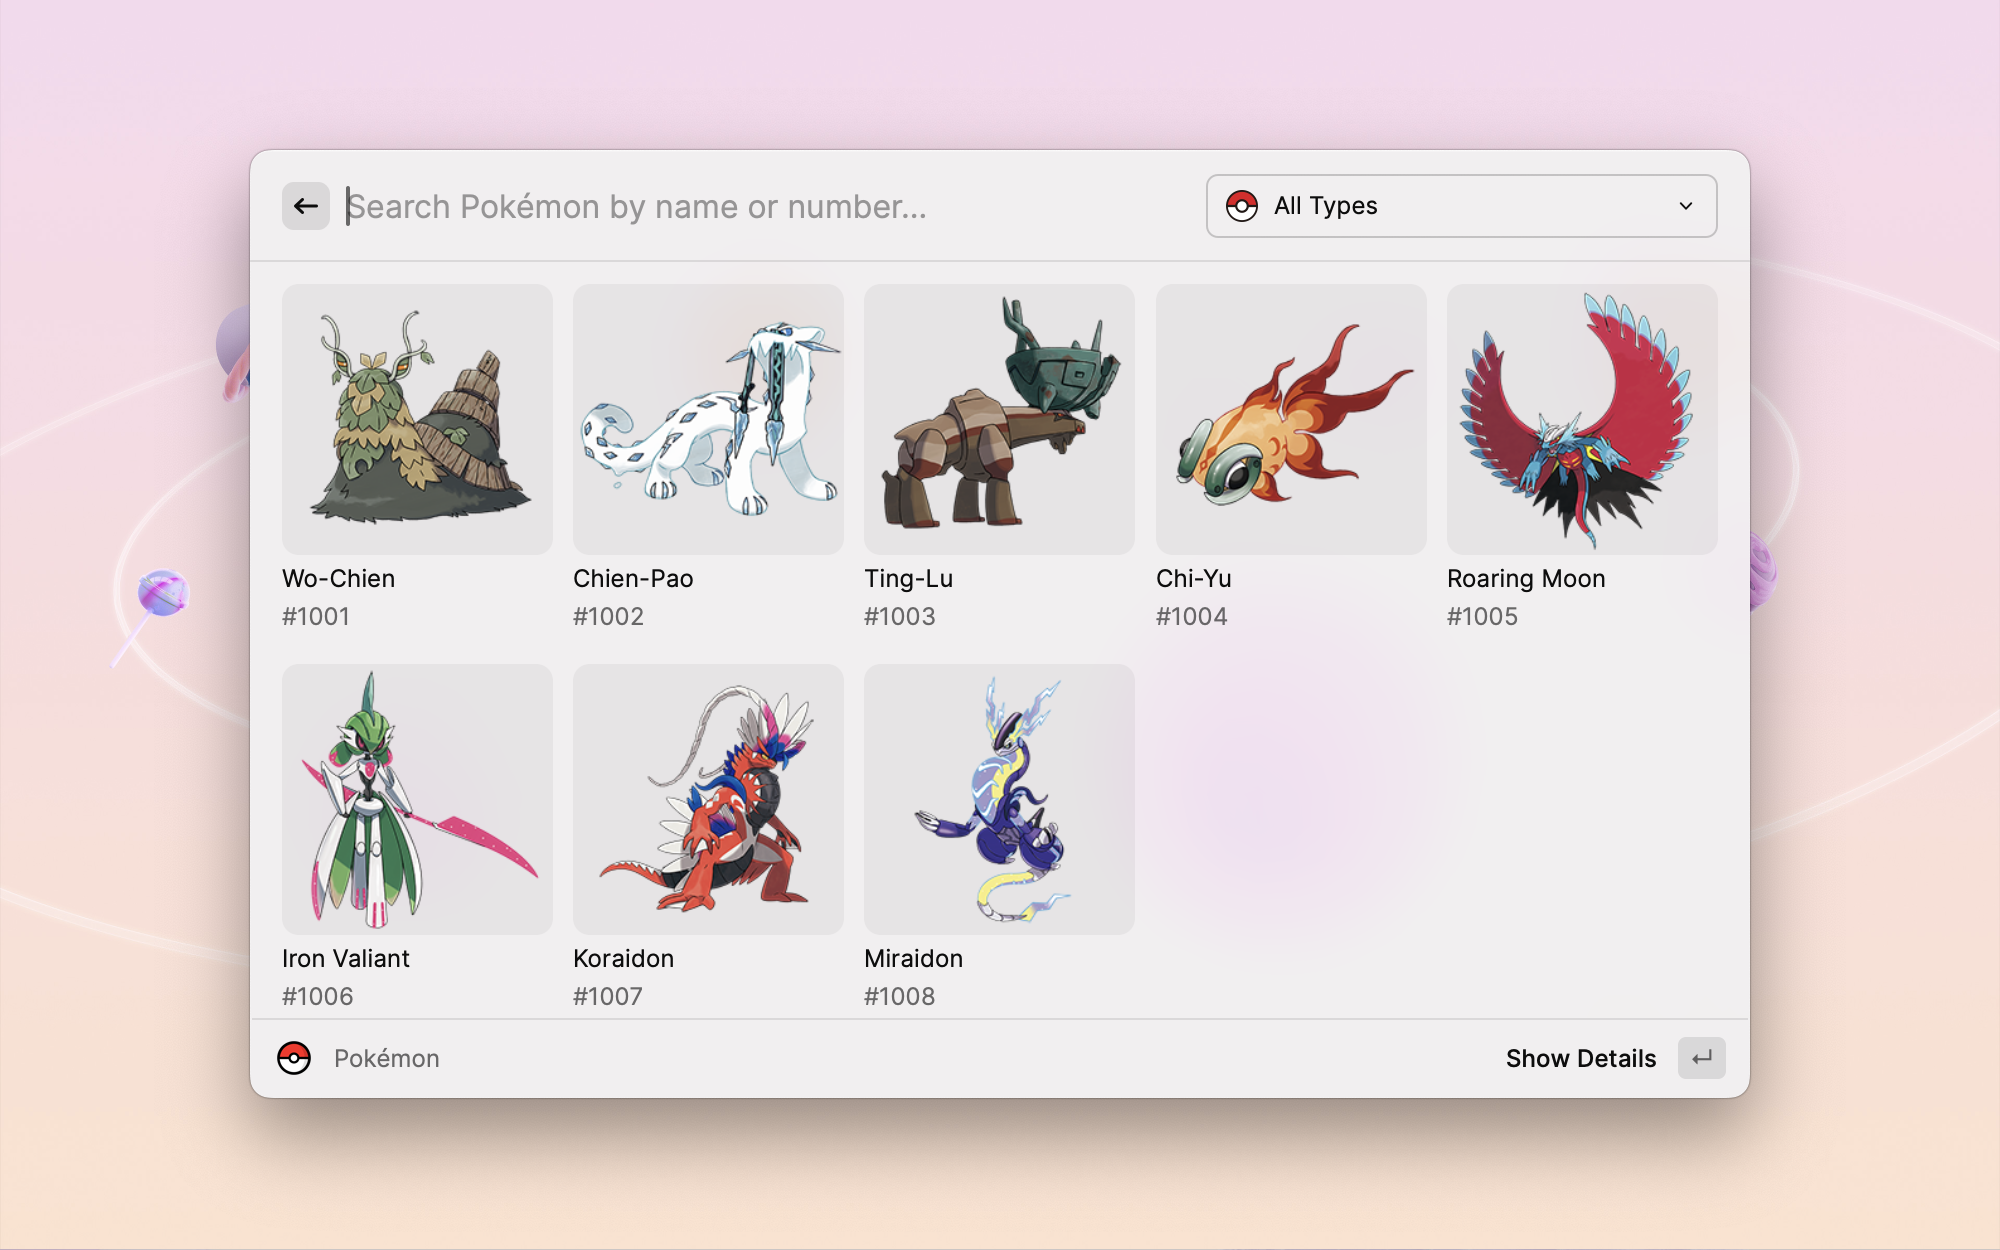 Search Pokémon by name or number...
All Types
Wo-Chien
#1001
Chien-Pao
#1002
Ting-Lu
#1003
Chi-Yu
#1004
Roaring Moon
#1005
Iron Valiant
#1006
Koraidon
#1007
Miraidon
#1008
Pokémon
Show Details